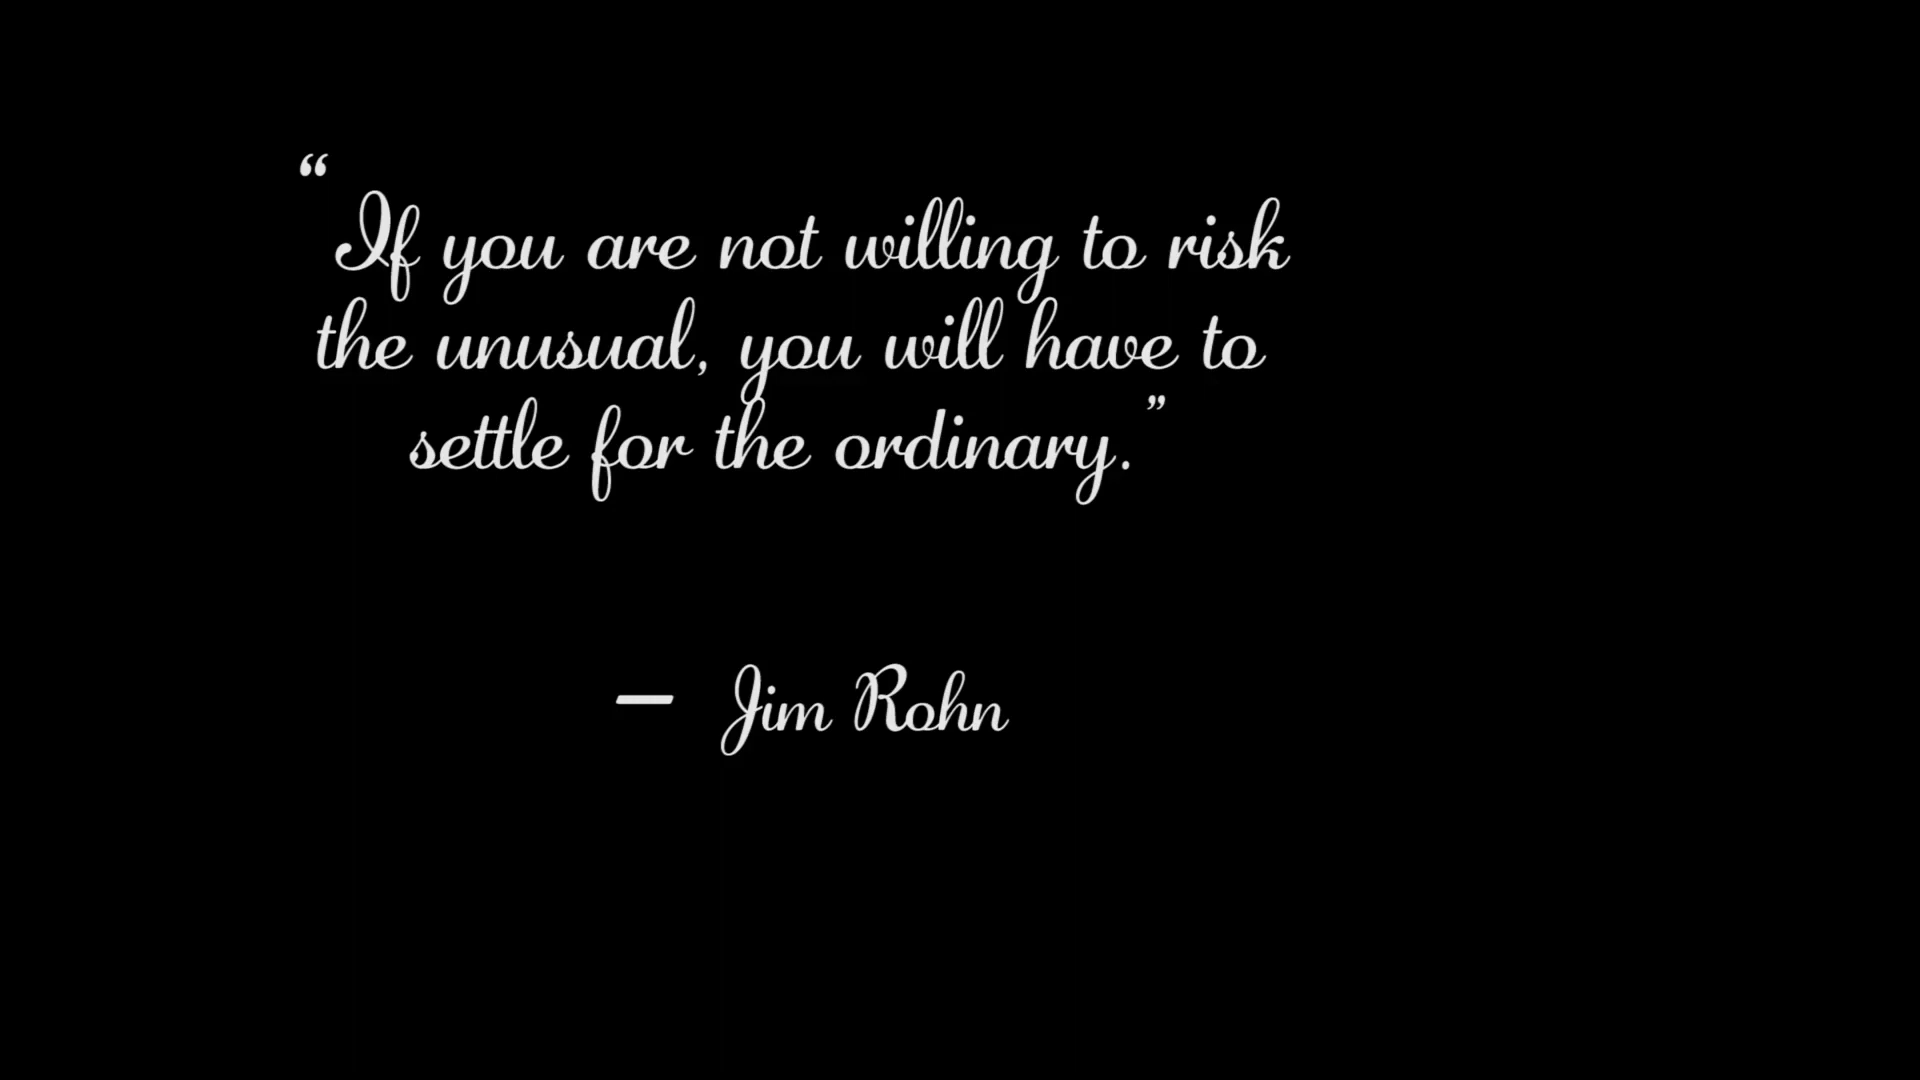 “If you are not willing to risk
the unusual, you will have to
settle for the ordinary.”
— Jim Rohn